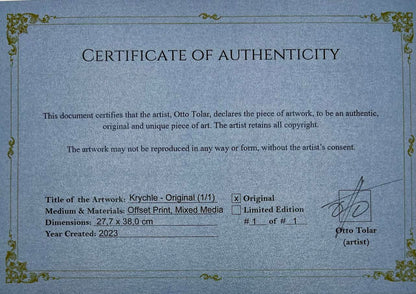 CERTIFICATE OF AUTHENTICITY
This document certifies that the artist, Otto Tolar, declares the piece of artwork, to be an authentic,
original and unique piece of art. The artist retains all copyright.
The artwork may not be reproduced in any way or form, without the artist's consent.
Title of the Artwork: Krychle - Original (1/1)
Medium & Materials: Offset Print, Mixed Media
Dimensions: 27,7 x 38,0 cm
Year Created: 2023
x Original
Limited Edition
# 1 of # 1
otto
Otto Tolar
(artist)